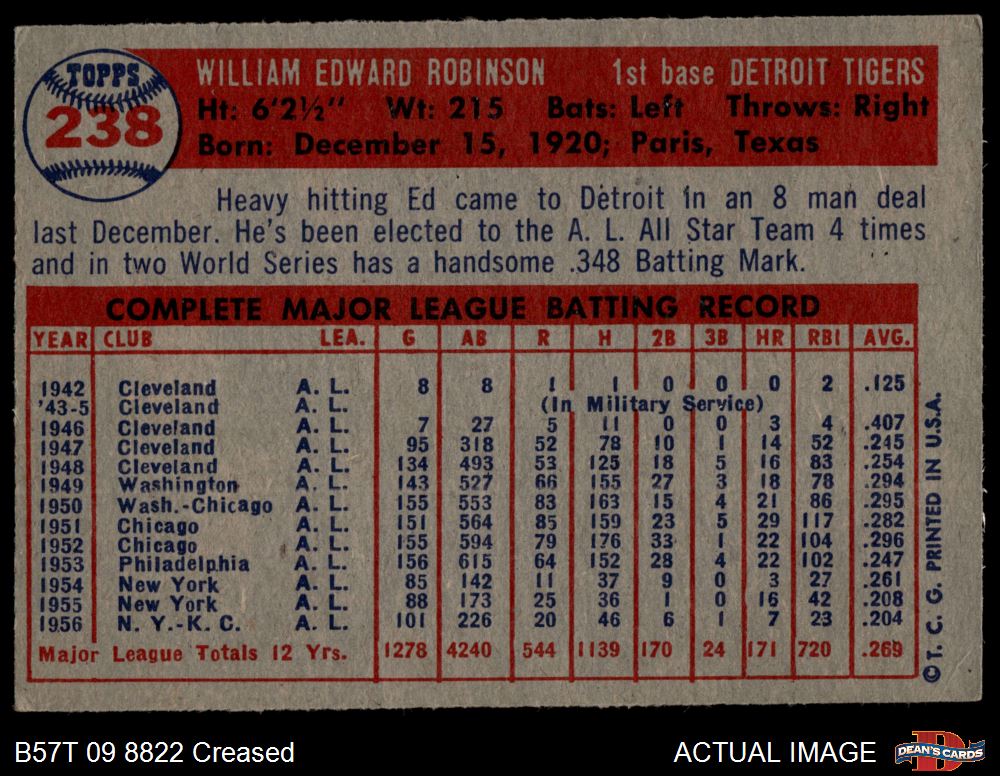 TOPPS
238
WILLIAM EDWARD ROBINSON 1st base DETROIT TIGERS
Ht: 6'2½" Wt: 215 Bats: Left Throws: Right
Born: December 15, 1920; Paris, Texas
Heavy hitting Ed came to Detroit in an 8 man deal
last December. He's been elected to the A. L. All Star Team 4 times
and in two World Series has a handsome .348 Batting Mark.
COMPLETE MAJOR LEAGUE BATTING RECORD
YEAR CLUB LEA. G AB R H 2B 3B HR RBI AVG.
1942 Cleveland A. L. 8 8 1 1 0 0 0 2 .125
'43-5 Cleveland A. L. (In Military Service)
1946 Cleveland A. L. 7 27 5 11 0 0 3 4 .407
1947 Cleveland A. L. 95 318 52 78 10 1 14 52 .245
1948 Cleveland A. L. 134 493 53 125 18 5 16 83 .254
1949 Washington A. L. 143 527 66 155 27 3 18 78 .294
1950 Wash.-Chicago A. L. 155 553 83 163 15 4 21 86 .295
1951 Chicago A. L. 151 564 85 159 23 5 29 117 .282
1952 Chicago A. L. 155 594 79 176 33 1 22 104 .296
1953 Philadelphia A. L. 156 615 64 152 28 4 22 102 .247
1954 New York A. L. 85 142 11 37 9 0 3 27 .261
1955 New York A. L. 88 173 25 36 1 0 16 42 .208
1956 N. Y.-K. C. A. L. 101 226 20 46 6 1 7 23 .204
Major League Totals 12 Yrs. 1278 4240 544 1139 170 24 171 720 .269
©T. C. G. PRINTED IN U.S.A.
B57T 09 8822 Creased ACTUAL IMAGE
DEAN'S CARDS